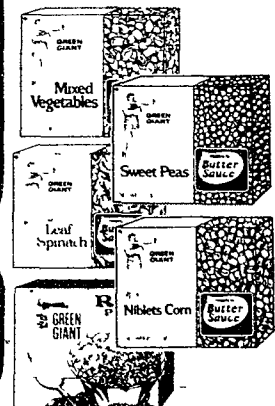 GREEN
GIANT
Mixed
Vegetables
GREEN
GIANT
Sweet Peas
Butter
Sauce
GREEN
GIANT
Leaf
Spinach
GREEN
GIANT
Niblets Corn
Butter
Sauce
GREEN
GIANT